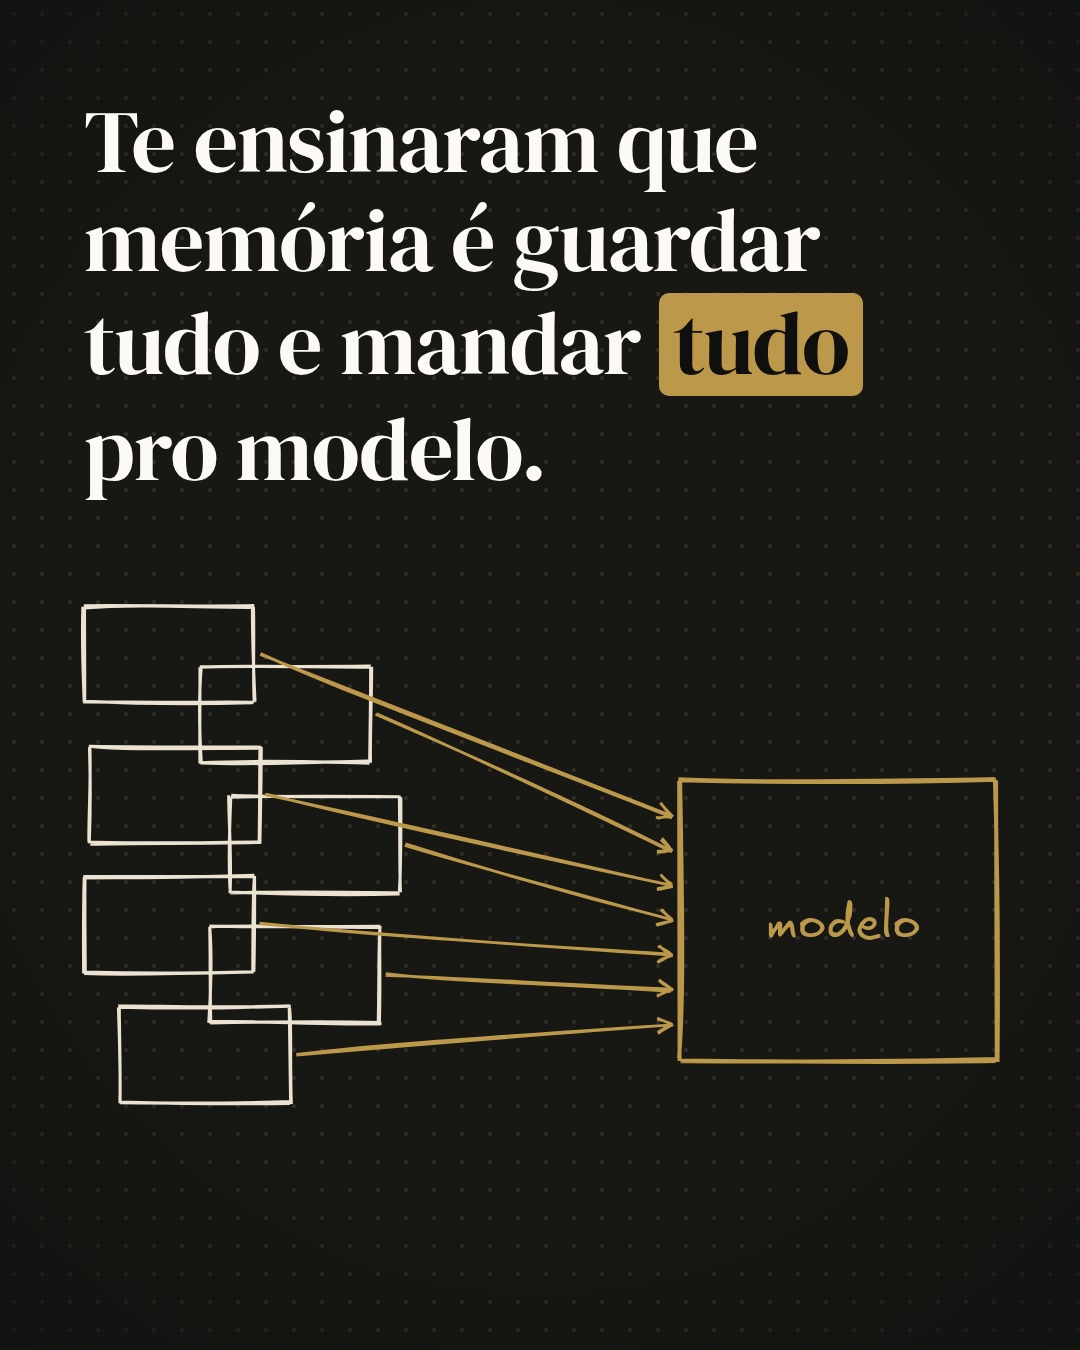 Te ensinaram que
memória é guardar
tudo e mandar tudo
pro modelo.
modelo